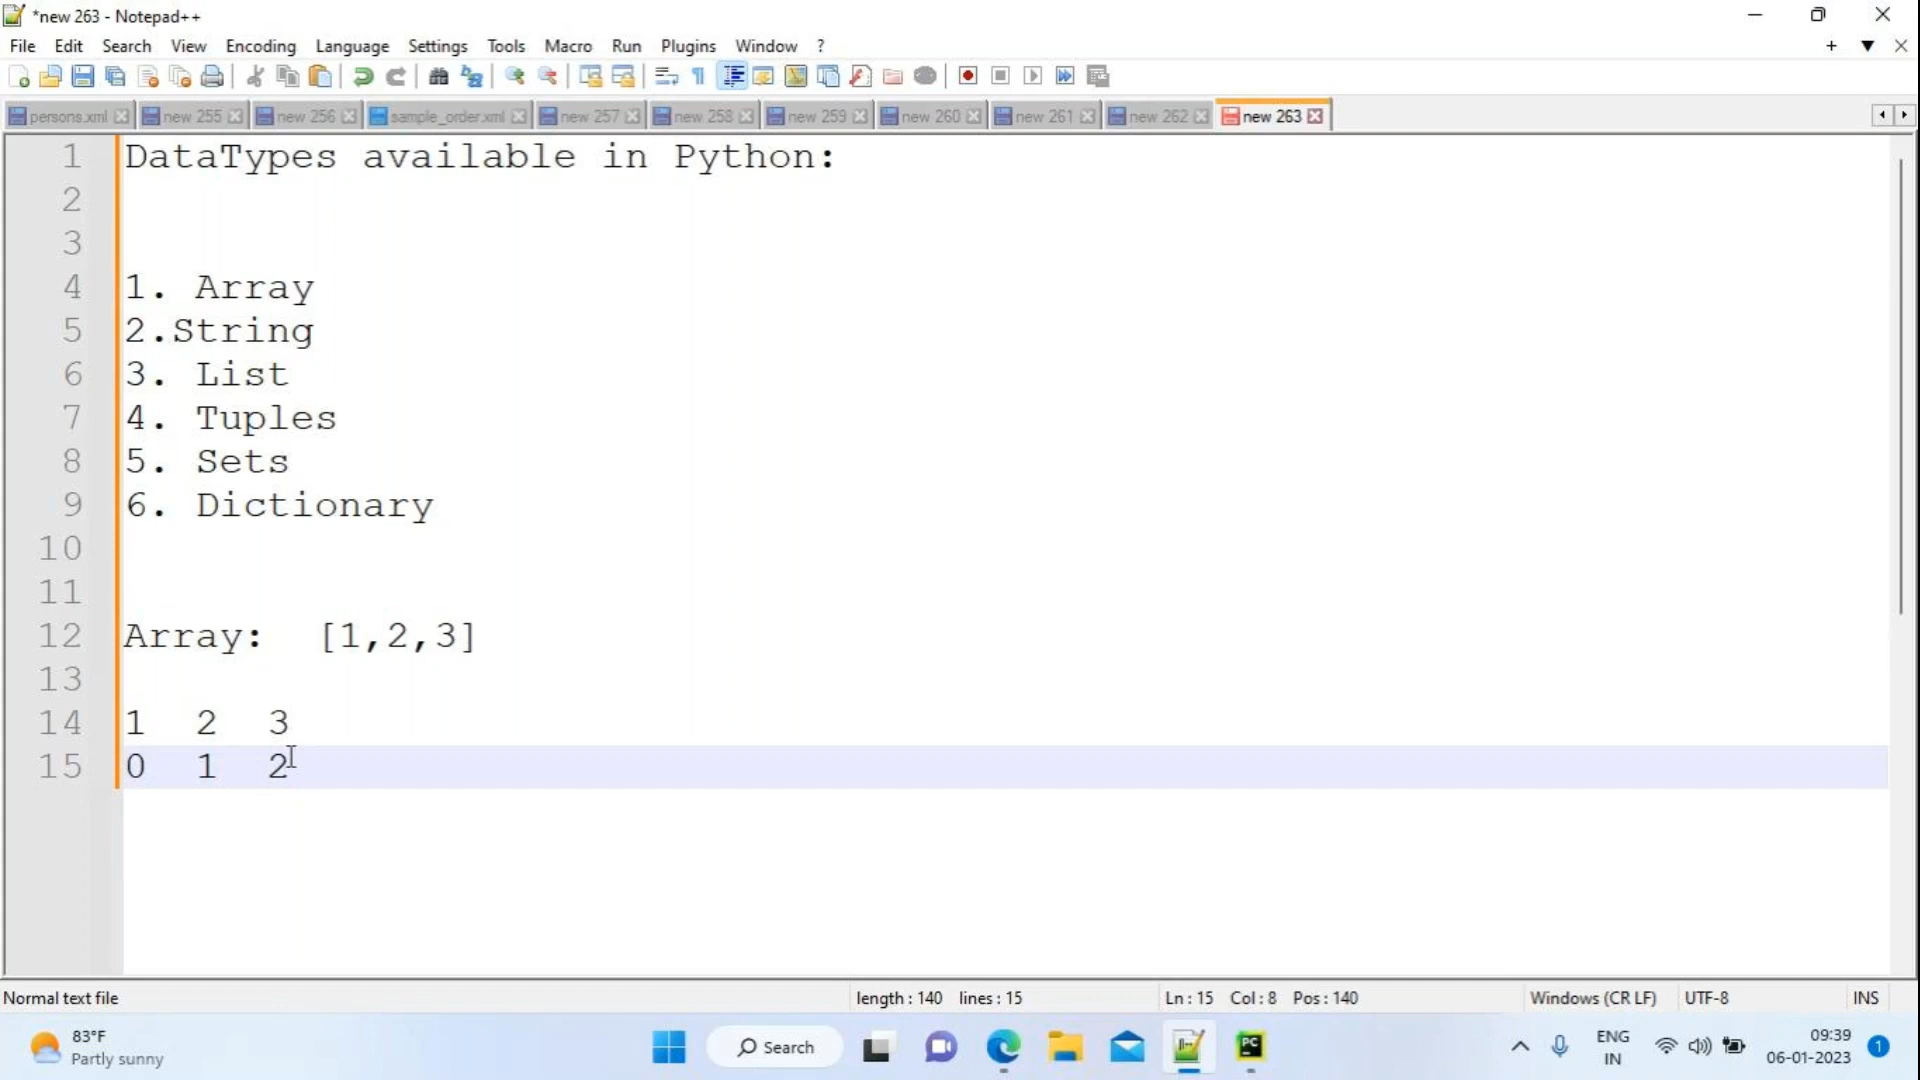 *new 263 - Notepad++
File Edit Search View Encoding Language Settings Tools Macro Run Plugins Window ?
persons.xml new 255 new 256 sample_order.xml new 257 new 258 new 259 new 260 new 261 new 262 new 263
1 DataTypes available in Python:
2
3
4 1. Array
5 2.String
6 3. List
7 4. Tuples
8 5. Sets
9 6. Dictionary
10
11
12 Array: [1,2,3]
13
14 1 2 3
15 0 1 2
Normal text file length : 140 lines : 15 Ln : 15 Col : 8 Pos : 140 Windows (CR LF) UTF-8 INS
83°F
Partly sunny
Search
PC
ENG
IN
09:39
06-01-2023
1